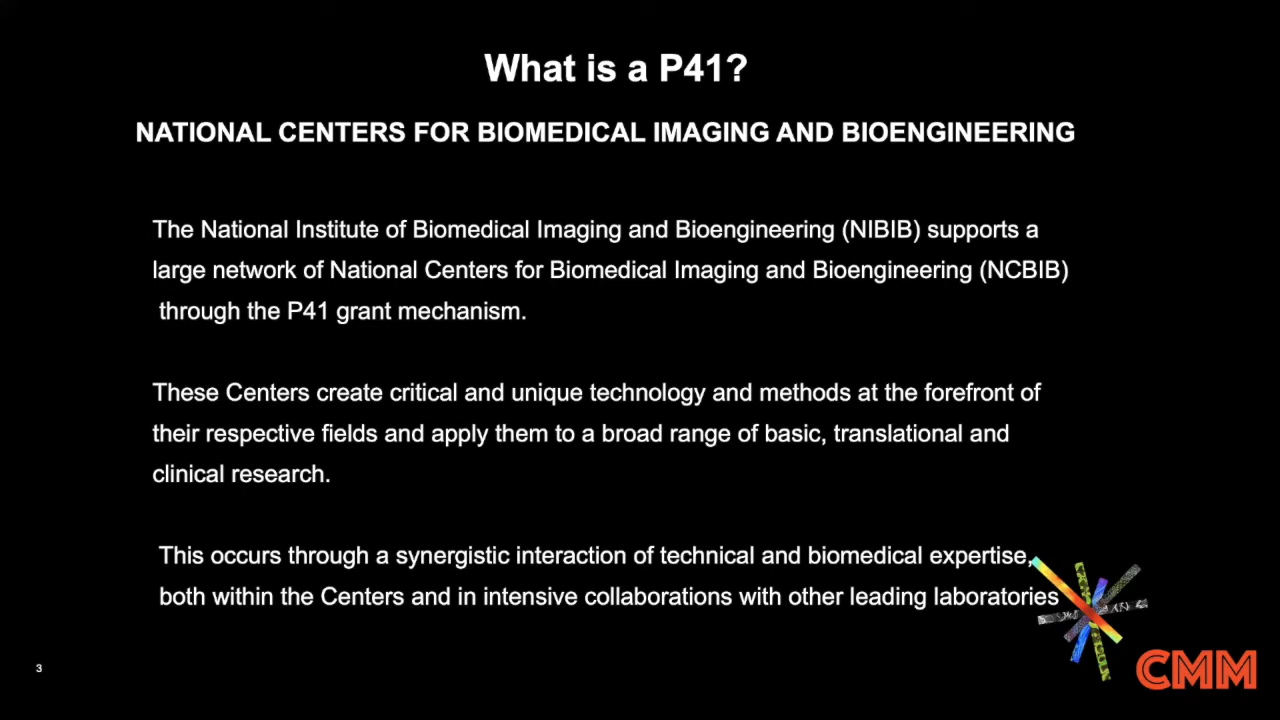 What is a P41?
NATIONAL CENTERS FOR BIOMEDICAL IMAGING AND BIOENGINEERING
The National Institute of Biomedical Imaging and Bioengineering (NIBIB) supports a
large network of National Centers for Biomedical Imaging and Bioengineering (NCBIB)
through the P41 grant mechanism.
These Centers create critical and unique technology and methods at the forefront of
their respective fields and apply them to a broad range of basic, translational and
clinical research.
This occurs through a synergistic interaction of technical and biomedical expertise,
both within the Centers and in intensive collaborations with other leading laboratories
3
CMM